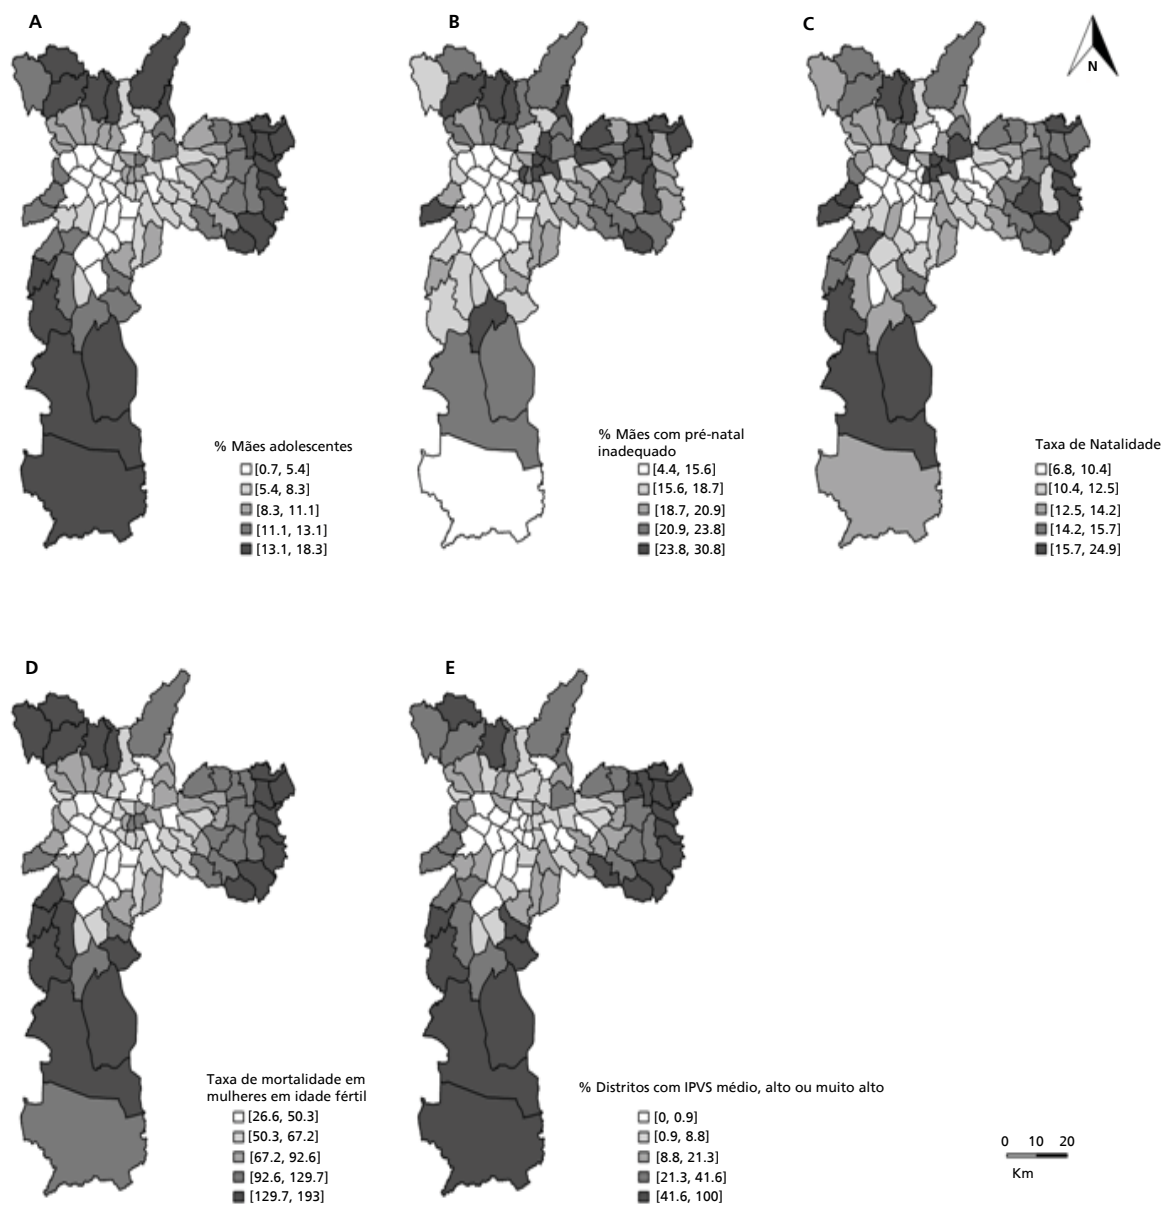 A
B
C
N
% Mães adolescentes
[0.7, 5.4]
[5.4, 8.3]
[8.3, 11.1]
[11.1, 13.1]
[13.1, 18.3]
% Mães com pré-natal
inadequado
[4.4, 15.6]
[15.6, 18.7]
[18.7, 20.9]
[20.9, 23.8]
[23.8, 30.8]
Taxa de Natalidade
[6.8, 10.4]
[10.4, 12.5]
[12.5, 14.2]
[14.2, 15.7]
[15.7, 24.9]
D
E
Taxa de mortalidade em
mulheres em idade fértil
[26.6, 50.3]
[50.3, 67.2]
[67.2, 92.6]
[92.6, 129.7]
[129.7, 193]
% Distritos com IPVS médio, alto ou muito alto
[0, 0.9]
[0.9, 8.8]
[8.8, 21.3]
[21.3, 41.6]
[41.6, 100]
0 10 20
Km